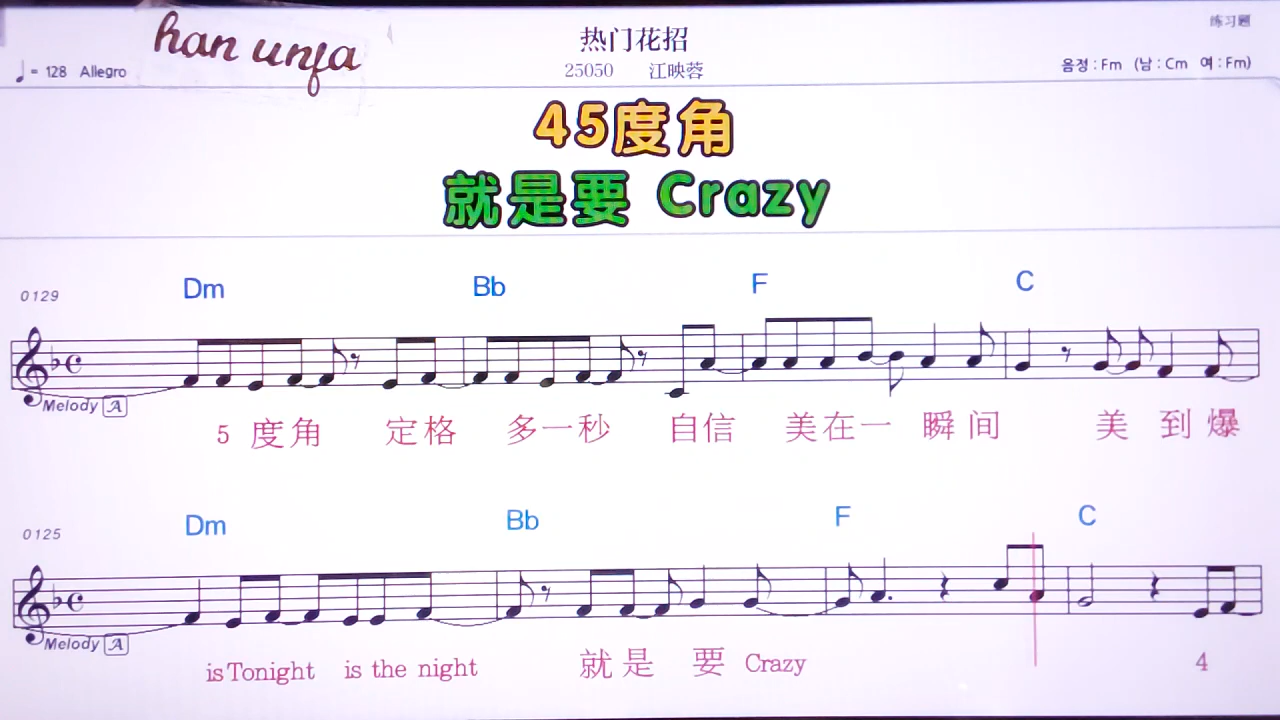 han unfa
练习题
热门花招
♩= 128 Allegro
25050 江映蓉
음정 : Fm (남 : Cm 여 : Fm)
45度角
就是要 Crazy
0129
Dm Bb F C
Melody A
5 度角 定格 多一秒 自信 美在一 瞬间 美 到 爆
0125
Dm Bb F C
Melody A
is Tonight is the night 就是 要 Crazy 4